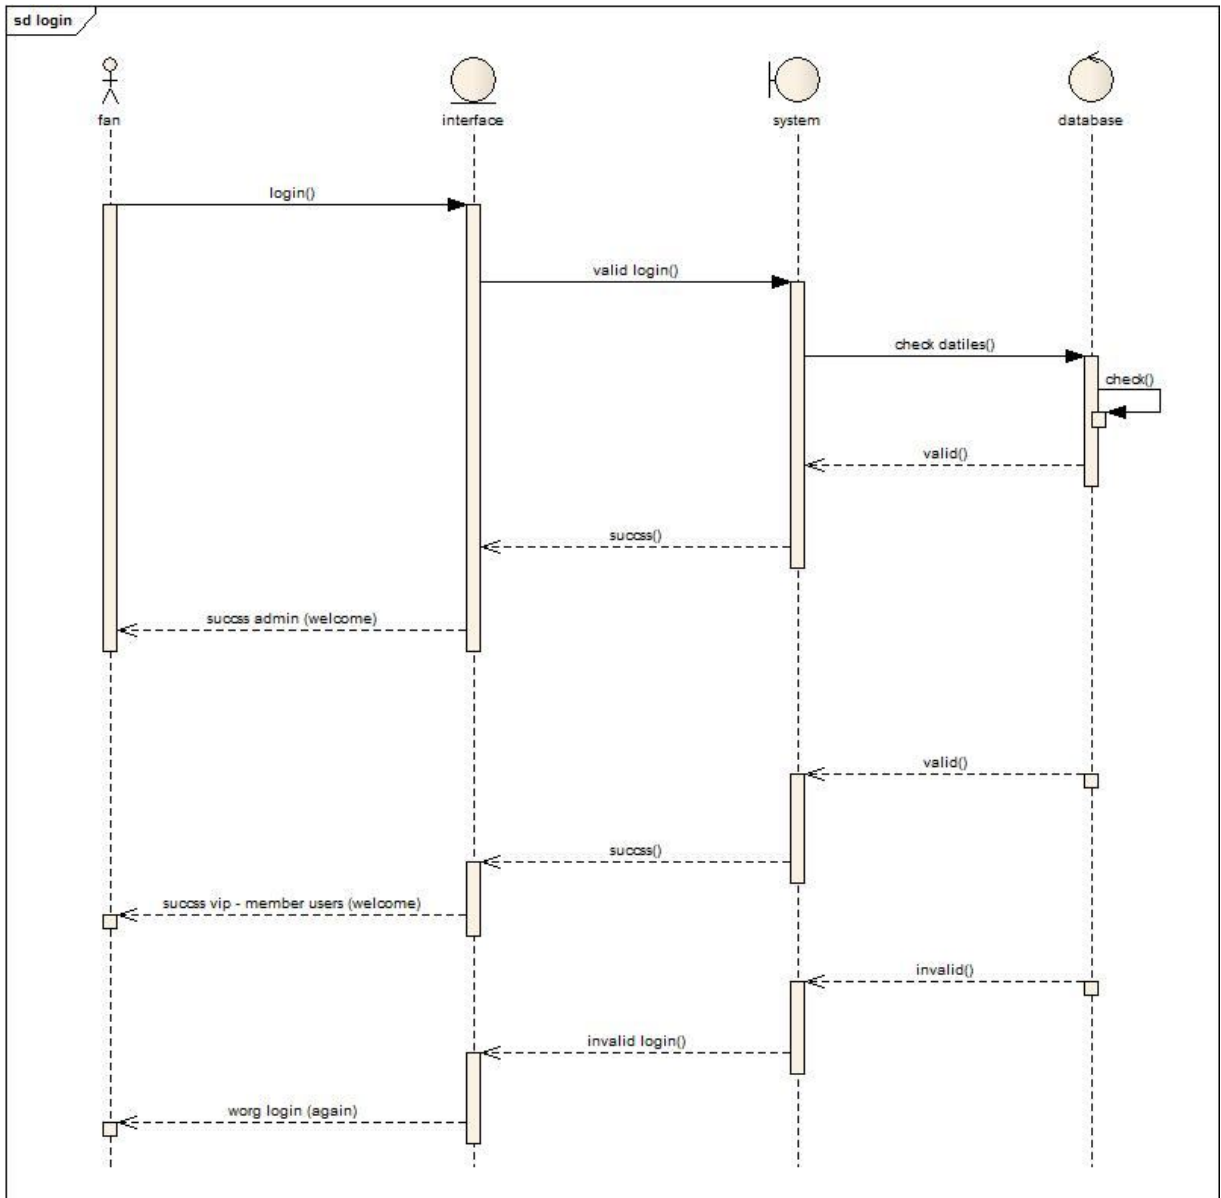 sd login
fan
interface
system
database
login()
valid login()
check datiles()
check()
valid()
succss()
succss admin (welcome)
valid()
succss()
succss vip - member users (welcome)
invalid()
invalid login()
worg login (again)